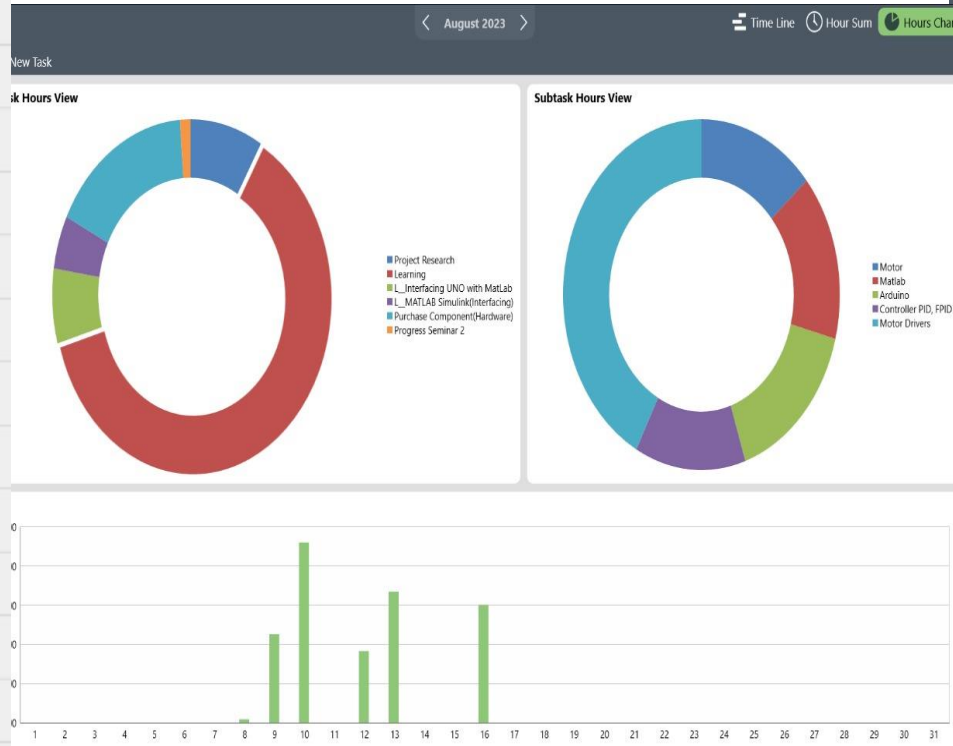 August 2023
Time Line
Hour Sum
Hours Char
New Task
sk Hours View
Subtask Hours View
Project Research
Learning
L_Interfacing UNO with MatLab
L_MATLAB Simulink(Interfacing)
Purchase Component(Hardware)
Progress Seminar 2
Motor
Matlab
Arduino
Controller PID, FPID
Motor Drivers
1 2 3 4 5 6 7 8 9 10 11 12 13 14 15 16 17 18 19 20 21 22 23 24 25 26 27 28 29 30 31